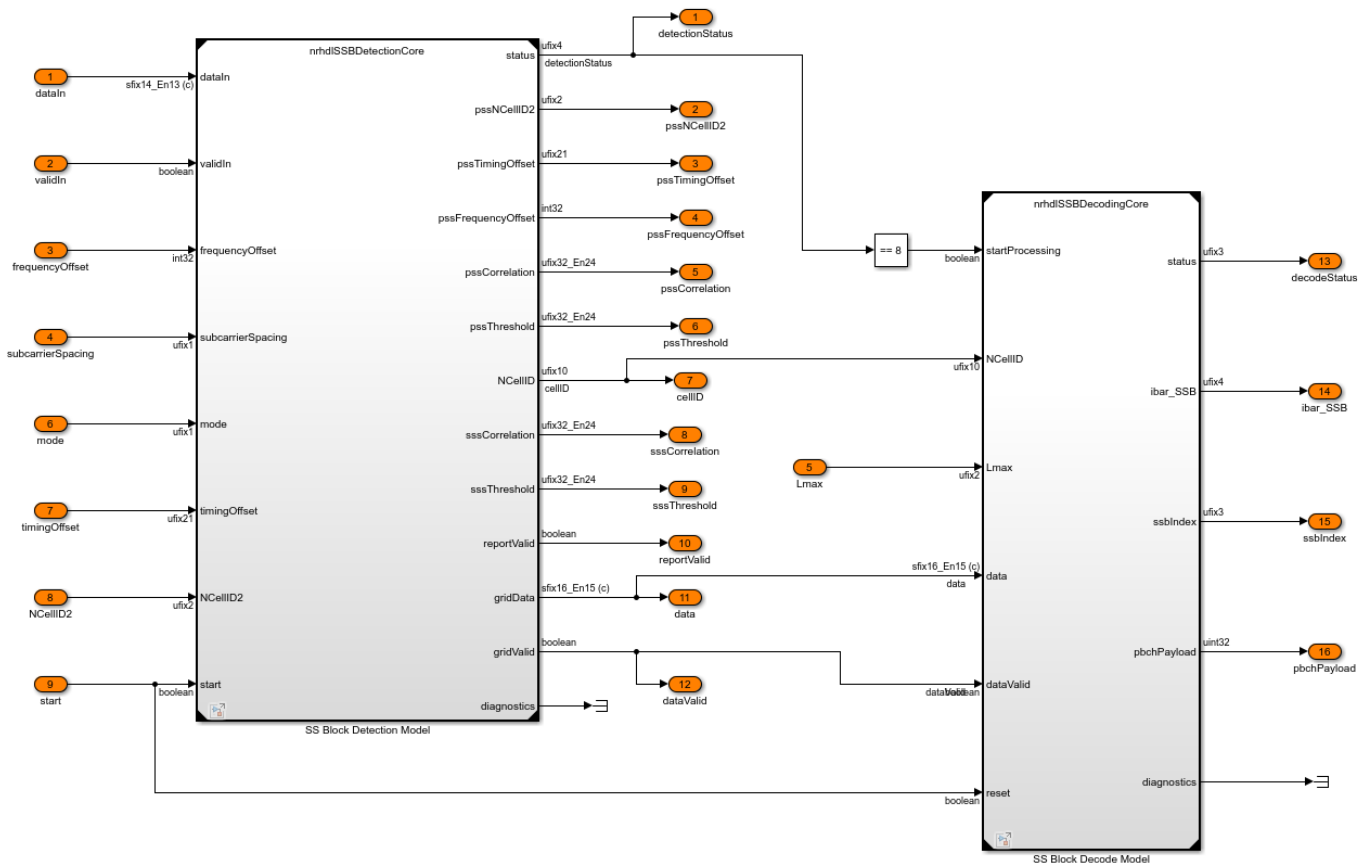 1
detectionStatus
nrhdlSSBDetectionCore
status
ufix4
detectionStatus
1
dataIn
sfix14_En13 (c)
dataIn
pssNCellID2
ufix2
2
pssNCellID2
2
validIn
boolean
validIn
pssTimingOffset
ufix21
3
pssTimingOffset
nrhdlSSBDecodingCore
pssFrequencyOffset
int32
4
pssFrequencyOffset
3
frequencyOffset
int32
frequencyOffset
== 8
boolean
startProcessing
status
ufix3
13
decodeStatus
pssCorrelation
ufix32_En24
5
pssCorrelation
4
subcarrierSpacing
ufix1
subcarrierSpacing
pssThreshold
ufix32_En24
6
pssThreshold
NCellID
ufix10
cellID
7
cellID
ufix10
NCellID
ibar_SSB
ufix4
14
ibar_SSB
6
mode
ufix1
mode
sssCorrelation
ufix32_En24
8
sssCorrelation
5
Lmax
ufix2
Lmax
sssThreshold
ufix32_En24
9
sssThreshold
7
timingOffset
ufix21
timingOffset
ssbIndex
ufix3
15
ssbIndex
reportValid
boolean
10
reportValid
8
NCellID2
ufix2
NCellID2
gridData
sfix16_En15 (c)
11
data
sfix16_En15 (c)
data
data
gridValid
boolean
12
dataValid
dataValid
boolean
dataValid
pbchPayload
uint32
16
pbchPayload
9
start
boolean
start
diagnostics
SS Block Detection Model
boolean
reset
diagnostics
SS Block Decode Model